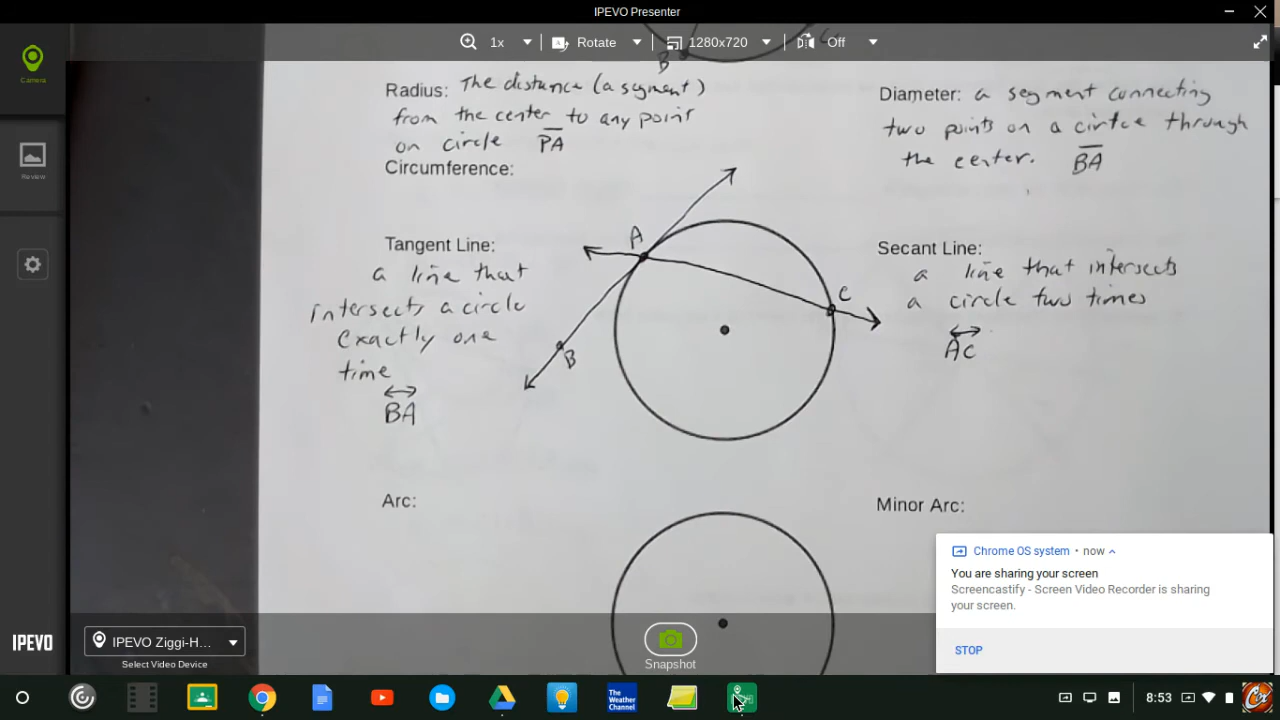 IPEVO Presenter
1x
Rotate
1280x720
Off
Camera
Review
B
Radius: The distance (a segment)
from the center to any point
on circle PA
Circumference:
Diameter: a segment connecting
two points on a circle through
the center. BA
Tangent Line:
a line that
intersects a circle
exactly one
time
BA
A
B
C
Secant Line:
a line that intersects
a circle two times
AC
Arc:
Minor Arc:
Chrome OS system • now
You are sharing your screen
Screencastify - Screen Video Recorder is sharing
your screen.
STOP
IPEVO
IPEVO Ziggi-H...
Select Video Device
Snapshot
The
Weather
Channel
8:53